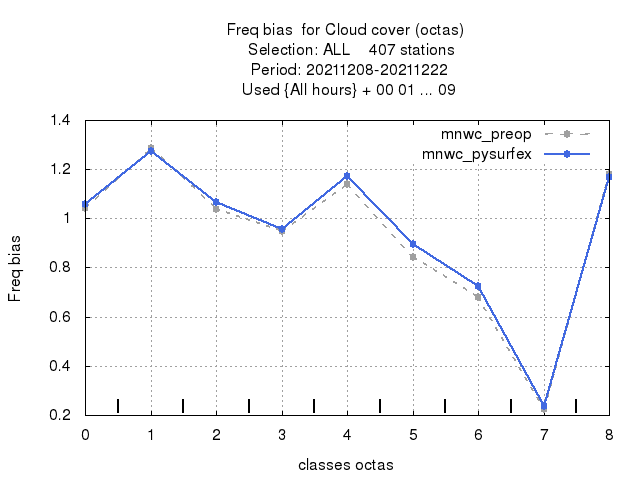 Freq bias  for Cloud cover (octas)
Selection: ALL    407 stations
Period: 20211208-20211222
Used {All hours} + 00 01 ... 09
mnwc_preop
mnwc_pysurfex
1.4
1.2
1
0.8
0.6
0.4
0.2
Freq bias
0 1 2 3 4 5 6 7 8
classes octas